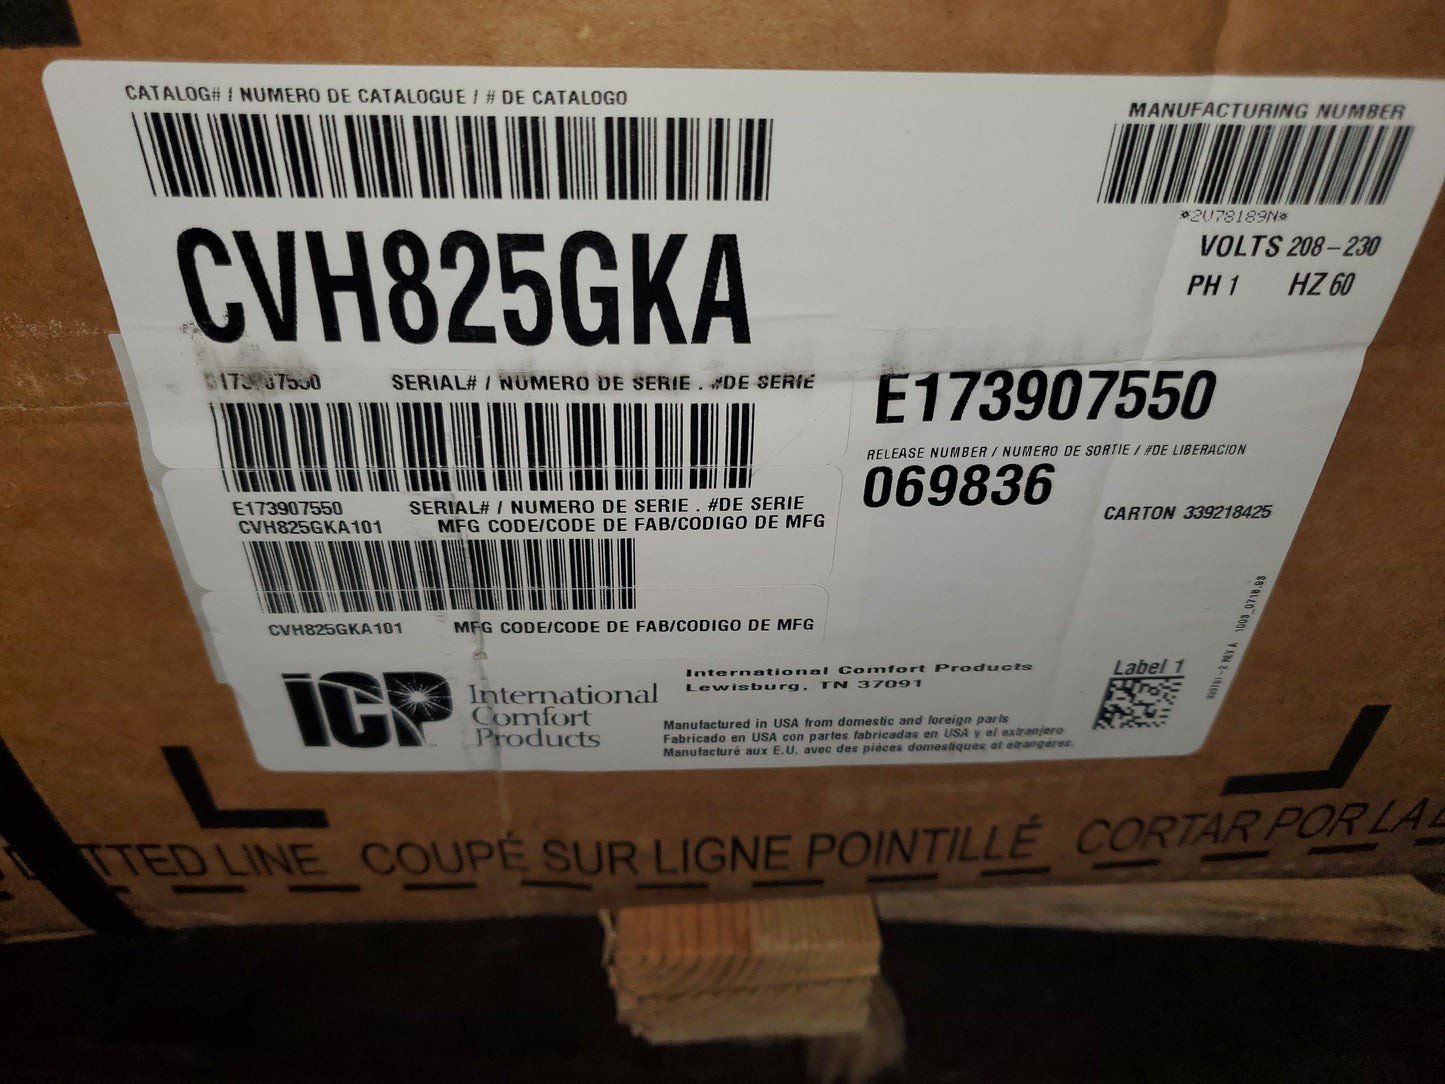 CATALOG# / NUMERO DE CATALOGUE / # DE CATALOGO
MANUFACTURING NUMBER
*2V78189N*
CVH825GKA
VOLTS 208-230
PH 1 HZ 60
SERIAL# / NUMERO DE SERIE . #DE SERIE
E173907550
RELEASE NUMBER / NUMERO DE SORTIE / #DE LIBERACION
069836
CARTON 339218425
E173907550 SERIAL# / NUMERO DE SERIE . #DE SERIE
CVH825GKA101 MFG CODE/CODE DE FAB/CODIGO DE MFG
CVH825GKA101 MFG CODE/CODE DE FAB/CODIGO DE MFG
ICP
International
Comfort
Products
International Comfort Products
Lewisburg, TN 37091
Manufactured in USA from domestic and foreign parts
Fabricado en USA con partes fabricadas en USA y el extranjero
Manufacturé aux E.U. avec des pièces domestiques et étrangères.
Label 1
DOTTED LINE COUPÉ SUR LIGNE POINTILLÉ CORTAR POR LA